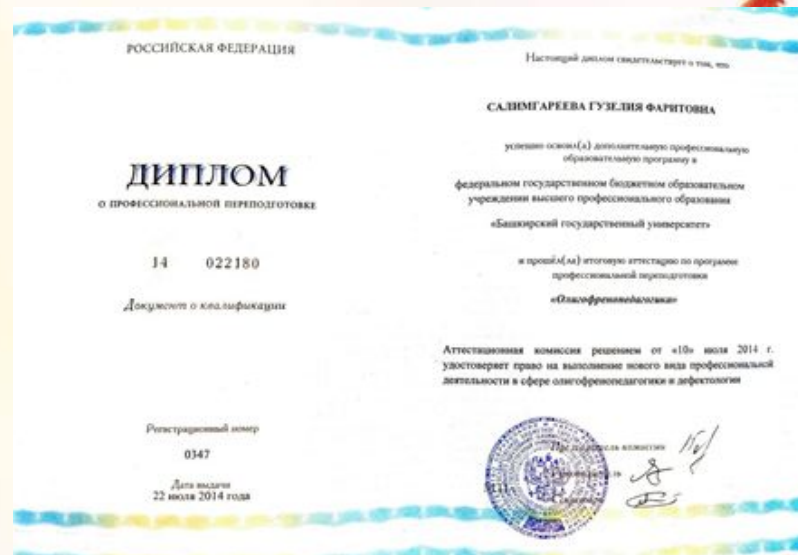 РОССИЙСКАЯ ФЕДЕРАЦИЯ
ДИПЛОМ
О ПРОФЕССИОНАЛЬНОЙ ПЕРЕПОДГОТОВКЕ
14 022180
Документ о квалификации
Регистрационный номер
0347
Дата выдачи
22 июля 2014 года
Настоящий диплом свидетельствует о том, что
САЛИМГАРЕЕВА ГУЗЕЛИЯ ФАРИТОВНА
успешно освоил(а) дополнительную профессиональную
образовательную программу в
федеральном государственном бюджетном образовательном
учреждении высшего профессионального образования
«Башкирский государственный университет»
и прошёл(ла) итоговую аттестацию по программе
профессиональной переподготовки
«Олигофренопедагогика»
Аттестационная комиссия решением от «10» июля 2014 г.
удостоверяет право на выполнение нового вида профессиональной
деятельности в сфере олигофренопедагогики и дефектологии
Председатель комиссии